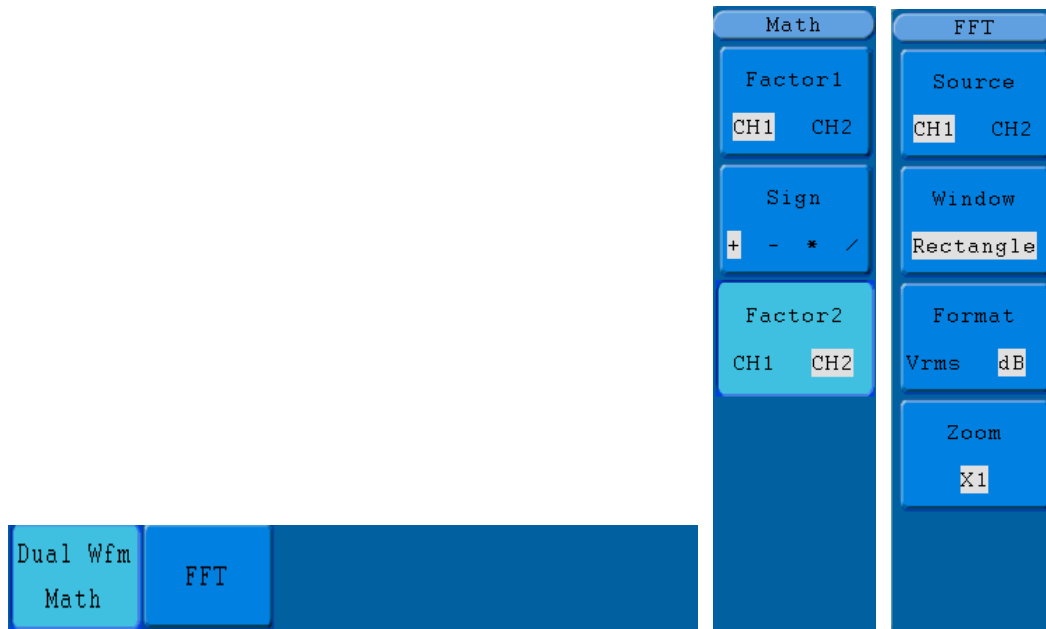 Math
Factor1
CH1 CH2
Sign
+ - * /
Factor2
CH1 CH2
FFT
Source
CH1 CH2
Window
Rectangle
Format
Vrms dB
Zoom
X1
Dual Wfm
Math
FFT